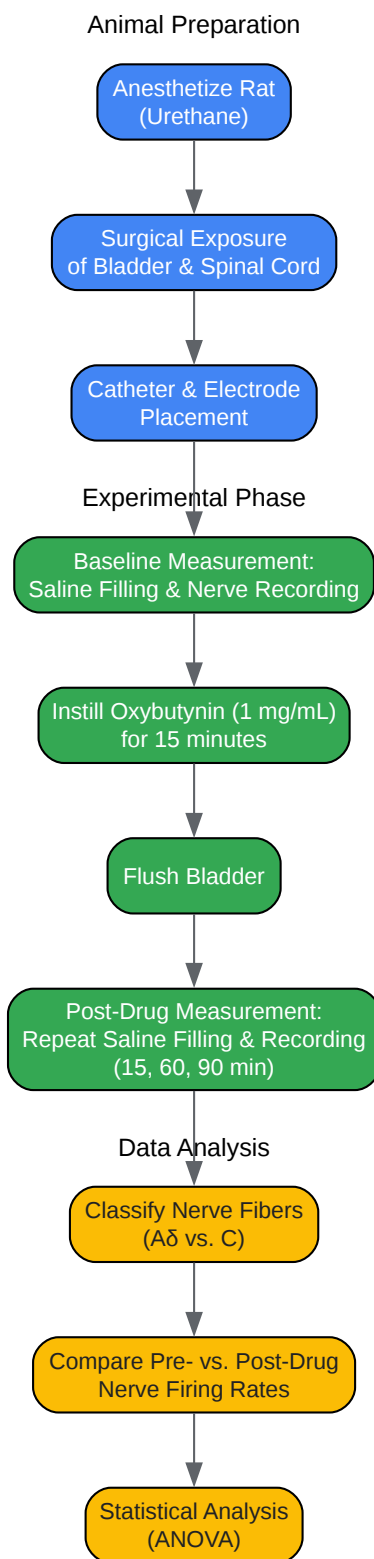 Animal Preparation
Anesthetize Rat
(Urethane)
Surgical Exposure
of Bladder & Spinal Cord
Catheter & Electrode
Placement
Experimental Phase
Baseline Measurement:
Saline Filling & Nerve Recording
Instill Oxybutynin (1 mg/mL)
for 15 minutes
Flush Bladder
Post-Drug Measurement:
Repeat Saline Filling & Recording
(15, 60, 90 min)
Data Analysis
Classify Nerve Fibers
(Aδ vs. C)
Compare Pre- vs. Post-Drug
Nerve Firing Rates
Statistical Analysis
(ANOVA)